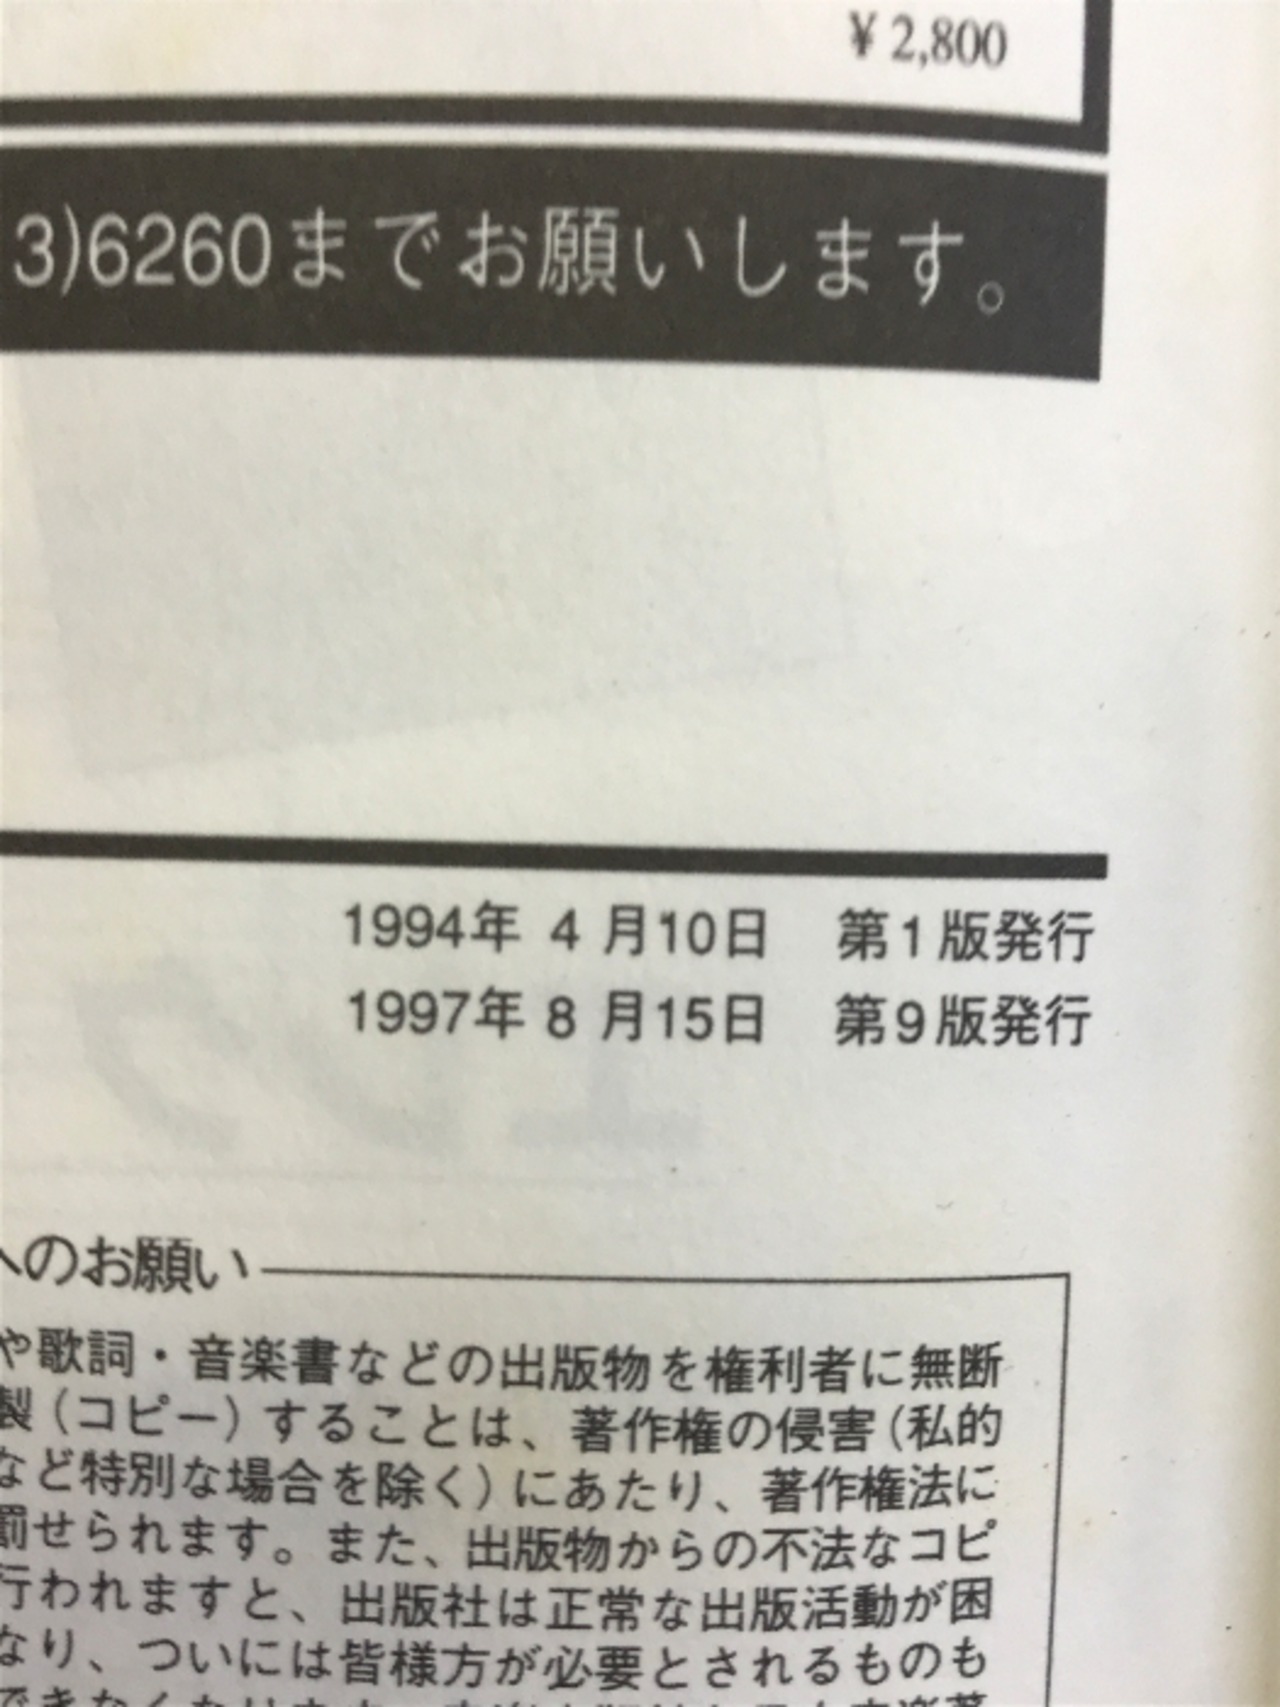 ¥2,800
3)6260までお願いします。
1994年 4 月10日 第1版発行
1997年 8 月15日 第9版発行
へのお願い
や歌詞・音楽書などの出版物を権利者に無断
製(コピー)することは、著作権の侵害(私的
など特別な場合を除く)にあたり、著作権法に
罰せられます。また、出版物からの不法なコピ
行われますと、出版社は正常な出版活動が困
なり、ついには皆様方が必要とされるものも